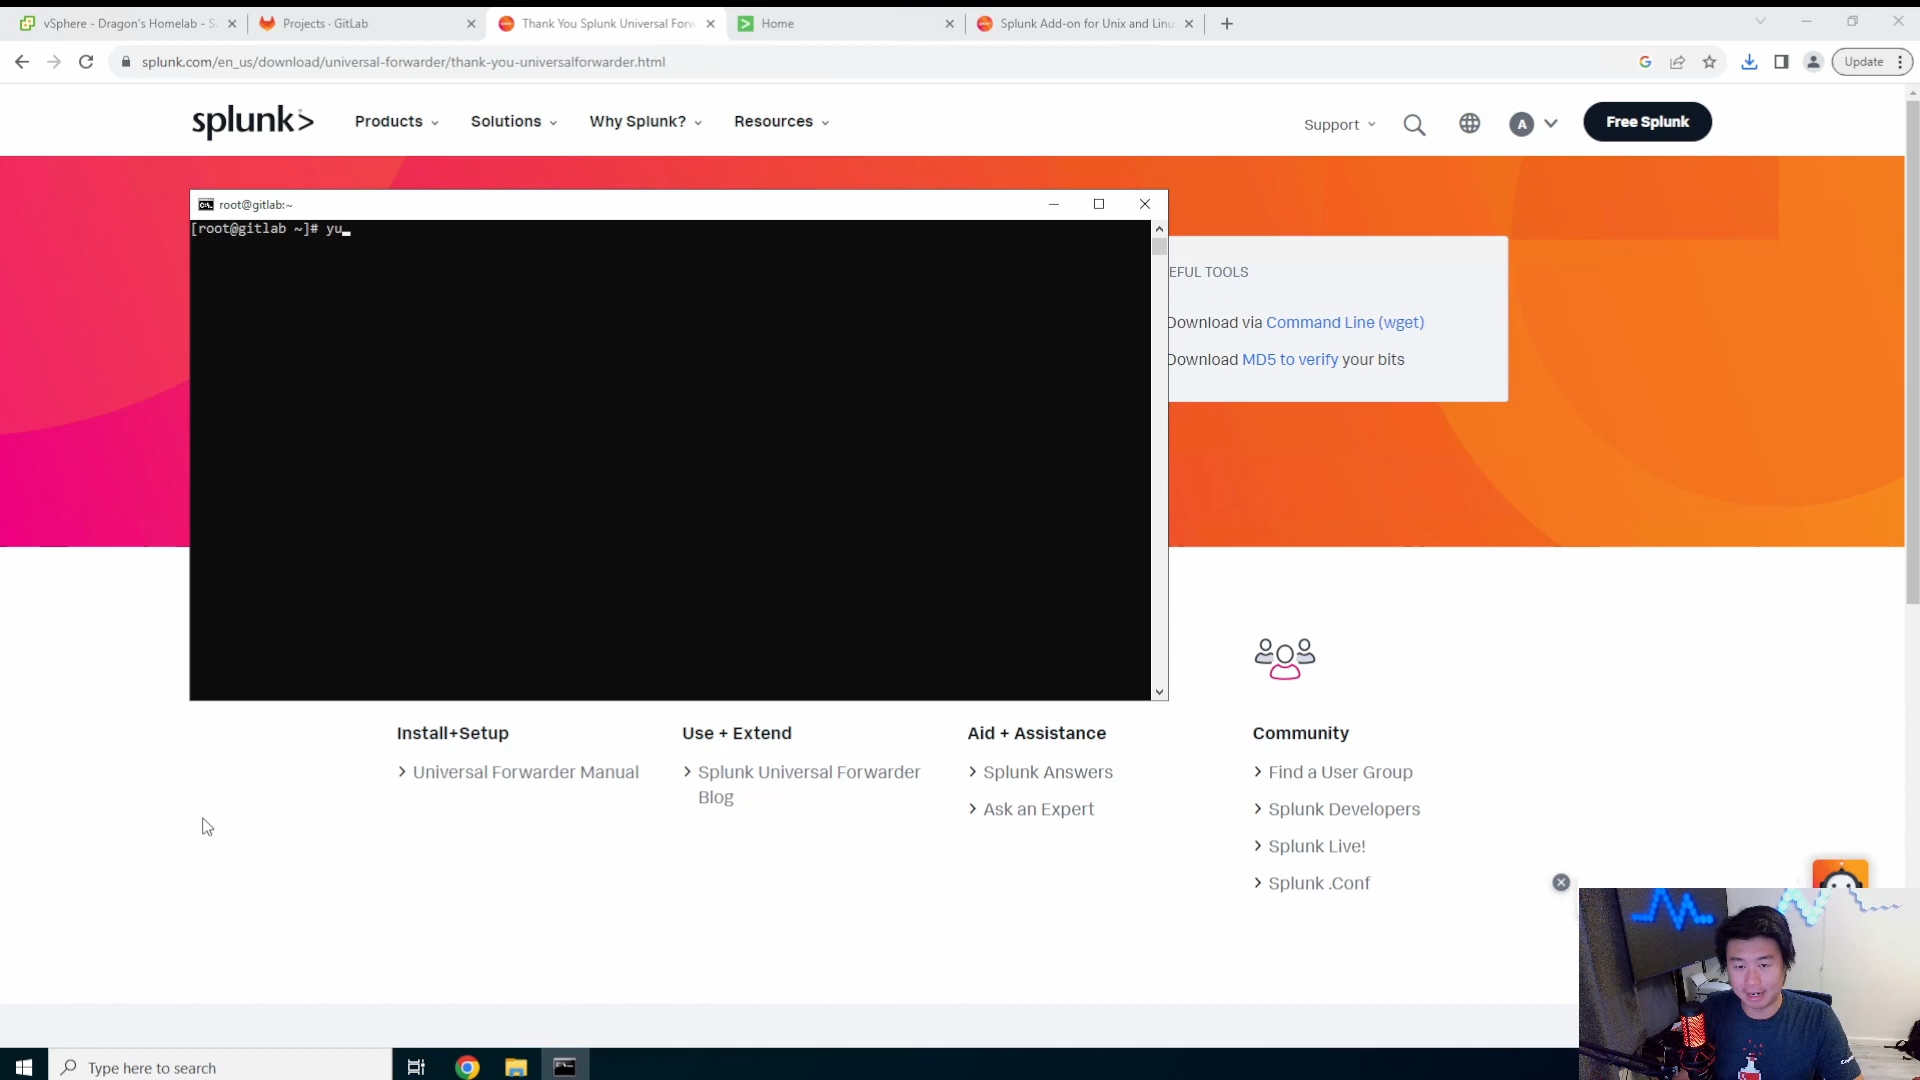 vSphere - Dragon's Homelab - S
Projects · GitLab
Thank You Splunk Universal Forw
Home
Splunk Add-on for Unix and Linu
splunk.com/en_us/download/universal-forwarder/thank-you-universalforwarder.html
Update
splunk>
Products
Solutions
Why Splunk?
Resources
Support
A
Free Splunk
root@gitlab:~
[root@gitlab ~]# yu
EFUL TOOLS
Download via Command Line (wget)
Download MD5 to verify your bits
Install+Setup
Universal Forwarder Manual
Use + Extend
Splunk Universal Forwarder
Blog
Aid + Assistance
Splunk Answers
Ask an Expert
Community
Find a User Group
Splunk Developers
Splunk Live!
Splunk .Conf
Type here to search